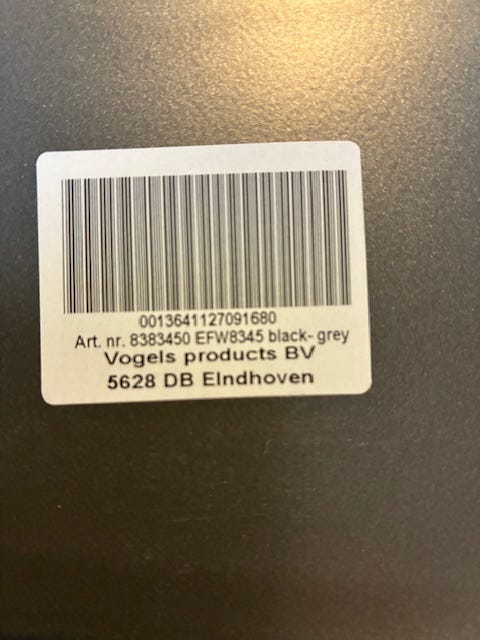 0013641127091680
Art. nr. 8383450 EFW8345 black- grey
Vogels products BV
5628 DB EIndhoven